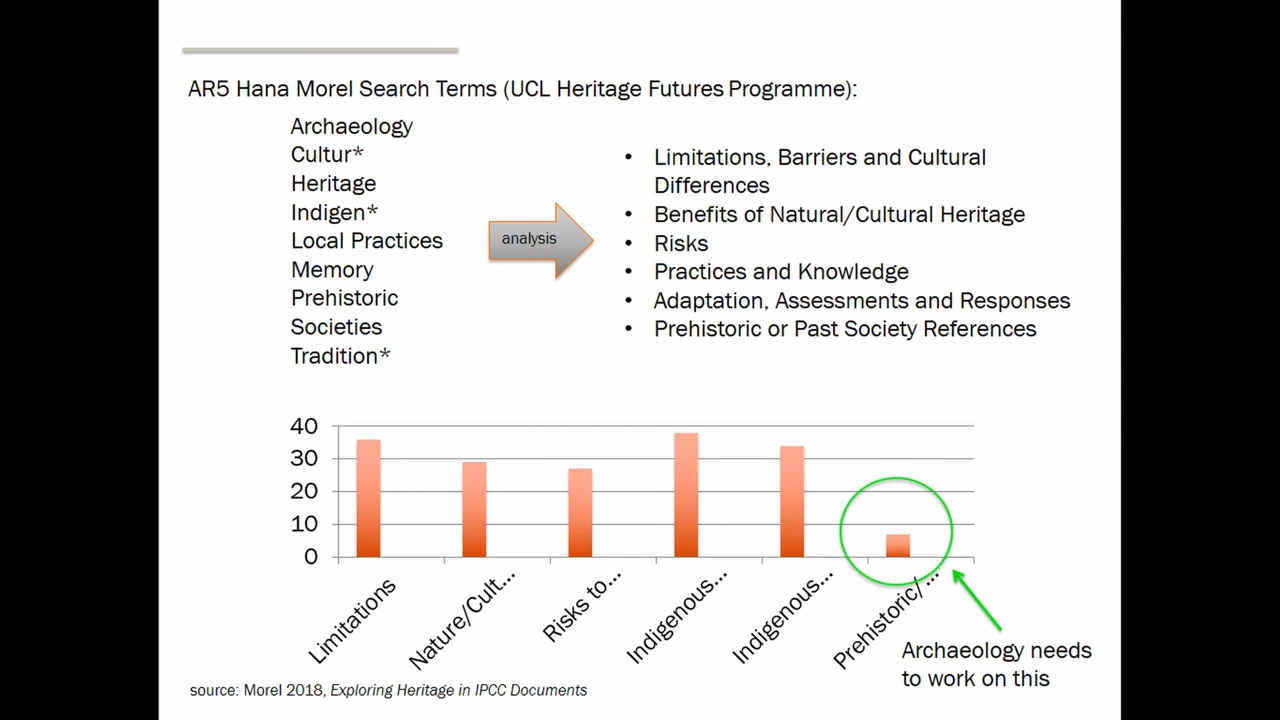 AR5 Hana Morel Search Terms (UCL Heritage Futures Programme):
Archaeology
Cultur*
Heritage
Indigen*
Local Practices
Memory
Prehistoric
Societies
Tradition*
analysis
• Limitations, Barriers and Cultural
Differences
• Benefits of Natural/Cultural Heritage
• Risks
• Practices and Knowledge
• Adaptation, Assessments and Responses
• Prehistoric or Past Society References
40
30
20
10
0
Limitations
Nature/Cult...
Risks to...
Indigenous...
Indigenous...
Prehistoric/...
Archaeology needs
to work on this
source: Morel 2018, Exploring Heritage in IPCC Documents